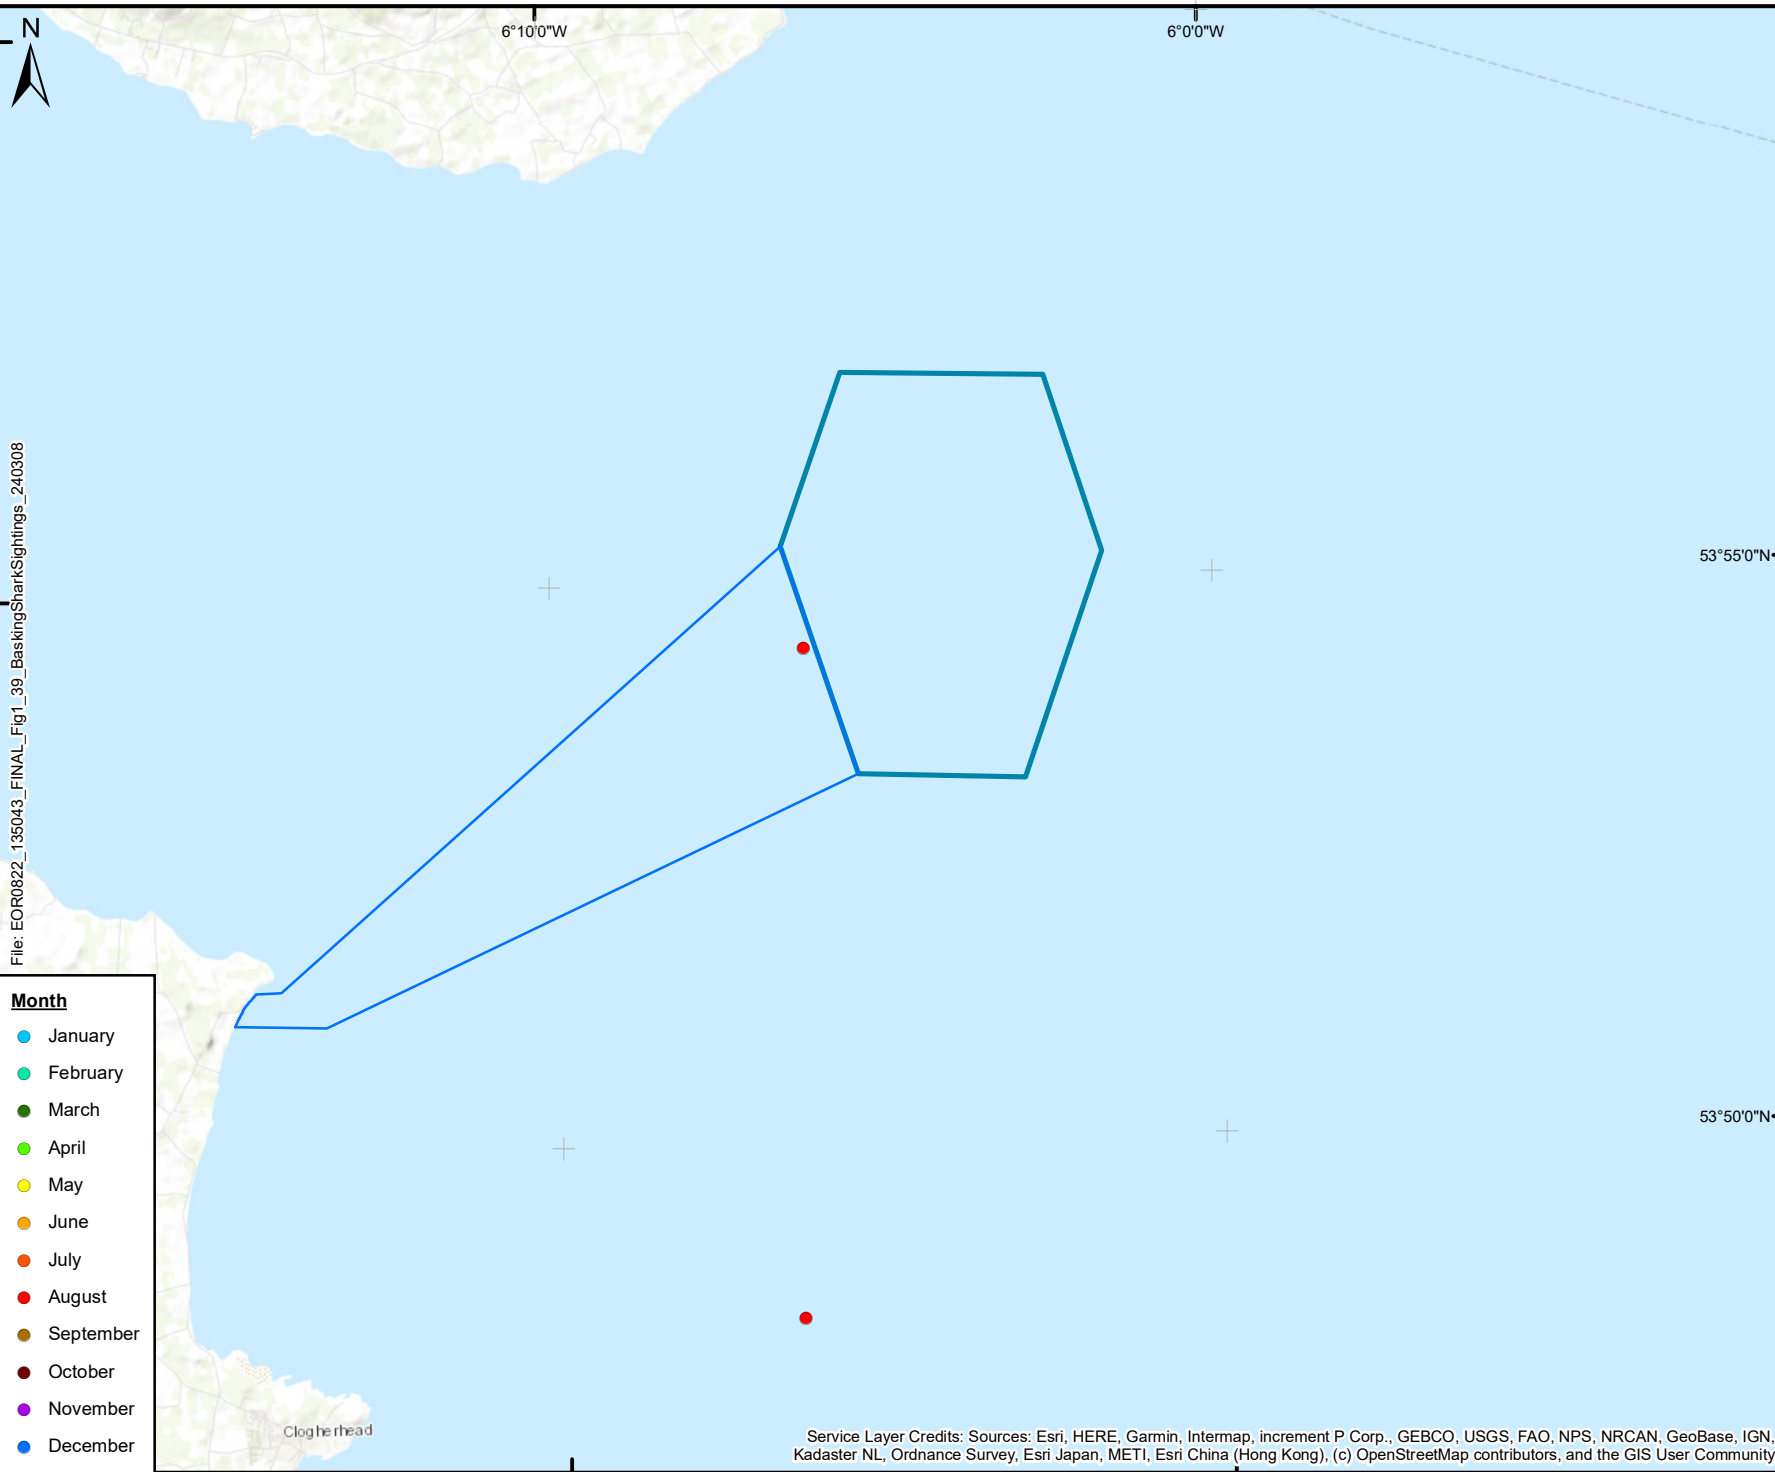 N
6°10'0"W
6°0'0"W
53°55'0"N
53°50'0"N
File: EOR0822_135043_FINAL_Fig1_39_BaskingSharkSightings_240308
Month
January
February
March
April
May
June
July
August
September
October
November
December
Clogherhead
Service Layer Credits: Sources: Esri, HERE, Garmin, Intermap, increment P Corp., GEBCO, USGS, FAO, NPS, NRCAN, GeoBase, IGN,
Kadaster NL, Ordnance Survey, Esri Japan, METI, Esri China (Hong Kong), (c) OpenStreetMap contributors, and the GIS User Community